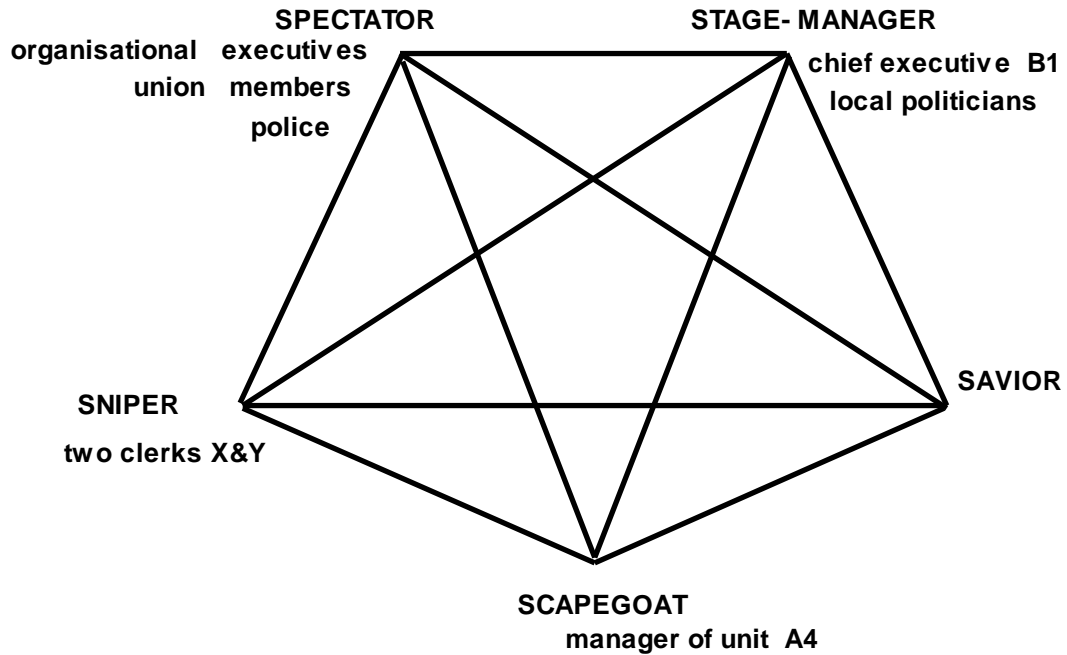 SPECTATOR
organisational executives
union members
police
STAGE- MANAGER
chief executive B1
local politicians
SAVIOR
SNIPER
two clerks X&Y
SCAPEGOAT
manager of unit A4